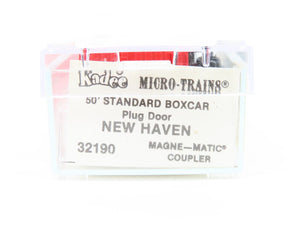 Kadee MICRO-TRAINS®
50' STANDARD BOXCAR
Plug Door
NEW HAVEN
32190 MAGNE-MATIC®
COUPLER